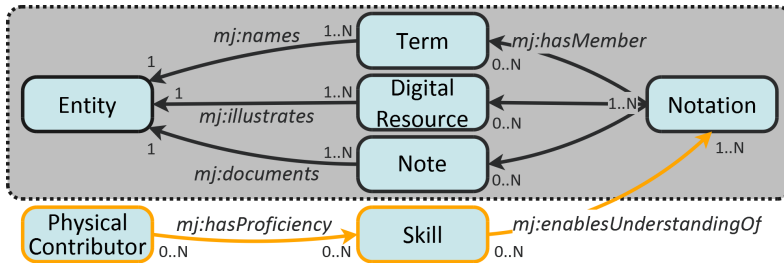 mj:names
1..N
Term
mj:hasMember
1
0..N
Entity
1
1..N
Digital
Resource
1..N
Notation
mj:illustrates
0..N
1
1..N
Note
1..N
mj:documents
0..N
Physical
Contributor
mj:hasProficiency
Skill
mj:enablesUnderstandingOf
0..N
0..N
0..N